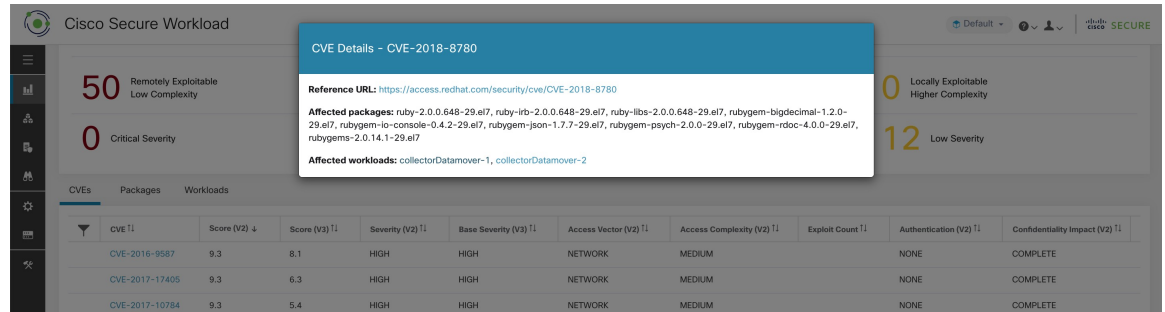 Cisco Secure Workload
Default
CISCO SECURE
CVE Details - CVE-2018-8780
Reference URL: https://access.redhat.com/security/cve/CVE-2018-8780
Affected packages: ruby-2.0.0.648-29.el7, ruby-irb-2.0.0.648-29.el7, ruby-libs-2.0.0.648-29.el7, rubygem-bigdecimal-1.2.0-
29.el7, rubygem-io-console-0.4.2-29.el7, rubygem-json-1.7.7-29.el7, rubygem-psych-2.0.0-29.el7, rubygem-rdoc-4.0.0-29.el7,
rubygems-2.0.14.1-29.el7
Affected workloads: collectorDatamover-1, collectorDatamover-2
50 Remotely Exploitable
Low Complexity
0 Locally Exploitable
Higher Complexity
0 Critical Severity
12 Low Severity
CVEs Packages Workloads
CVE Score (V2) Score (V3) Severity (V2) Base Severity (V3) Access Vector (V2) Access Complexity (V2) Exploit Count Authentication (V2) Confidentiality Impact (V2)
CVE-2016-9587 9.3 8.1 HIGH HIGH NETWORK MEDIUM NONE COMPLETE
CVE-2017-17405 9.3 6.3 HIGH HIGH NETWORK MEDIUM NONE COMPLETE
CVE-2017-10784 9.3 5.4 HIGH HIGH NETWORK MEDIUM NONE COMPLETE